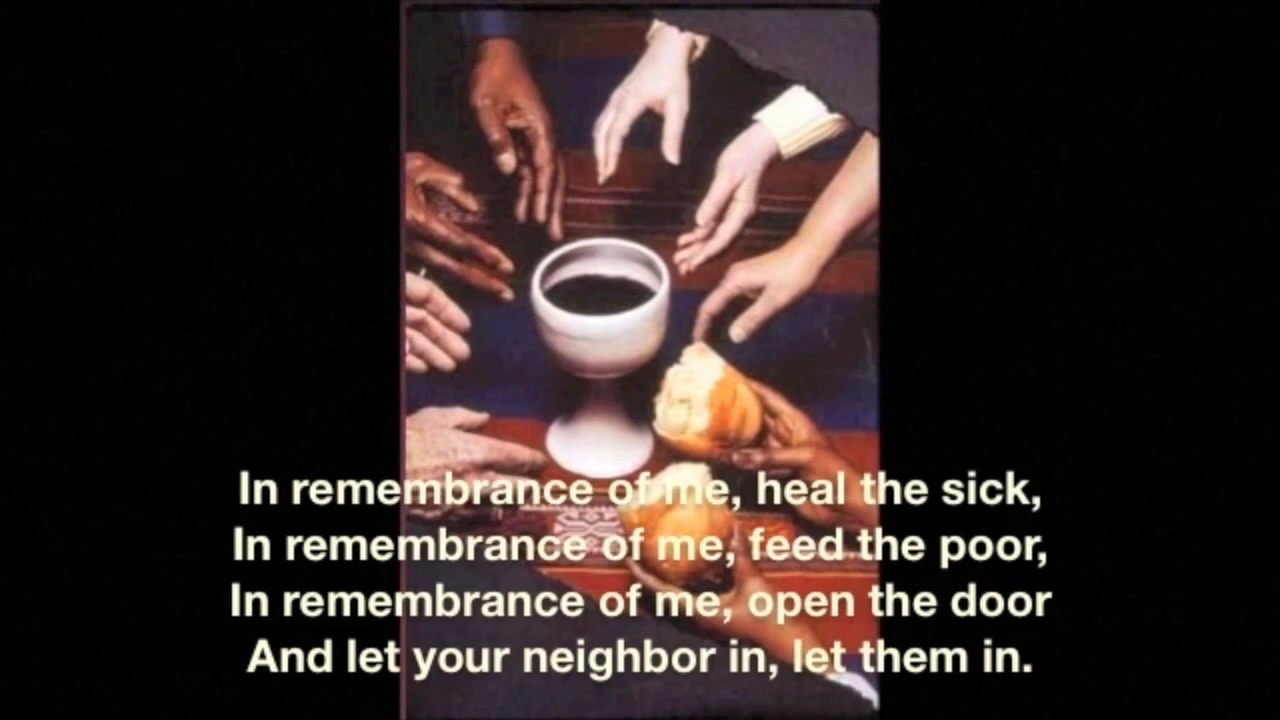 In remembrance of me, heal the sick,
In remembrance of me, feed the poor,
In remembrance of me, open the door
And let your neighbor in, let them in.